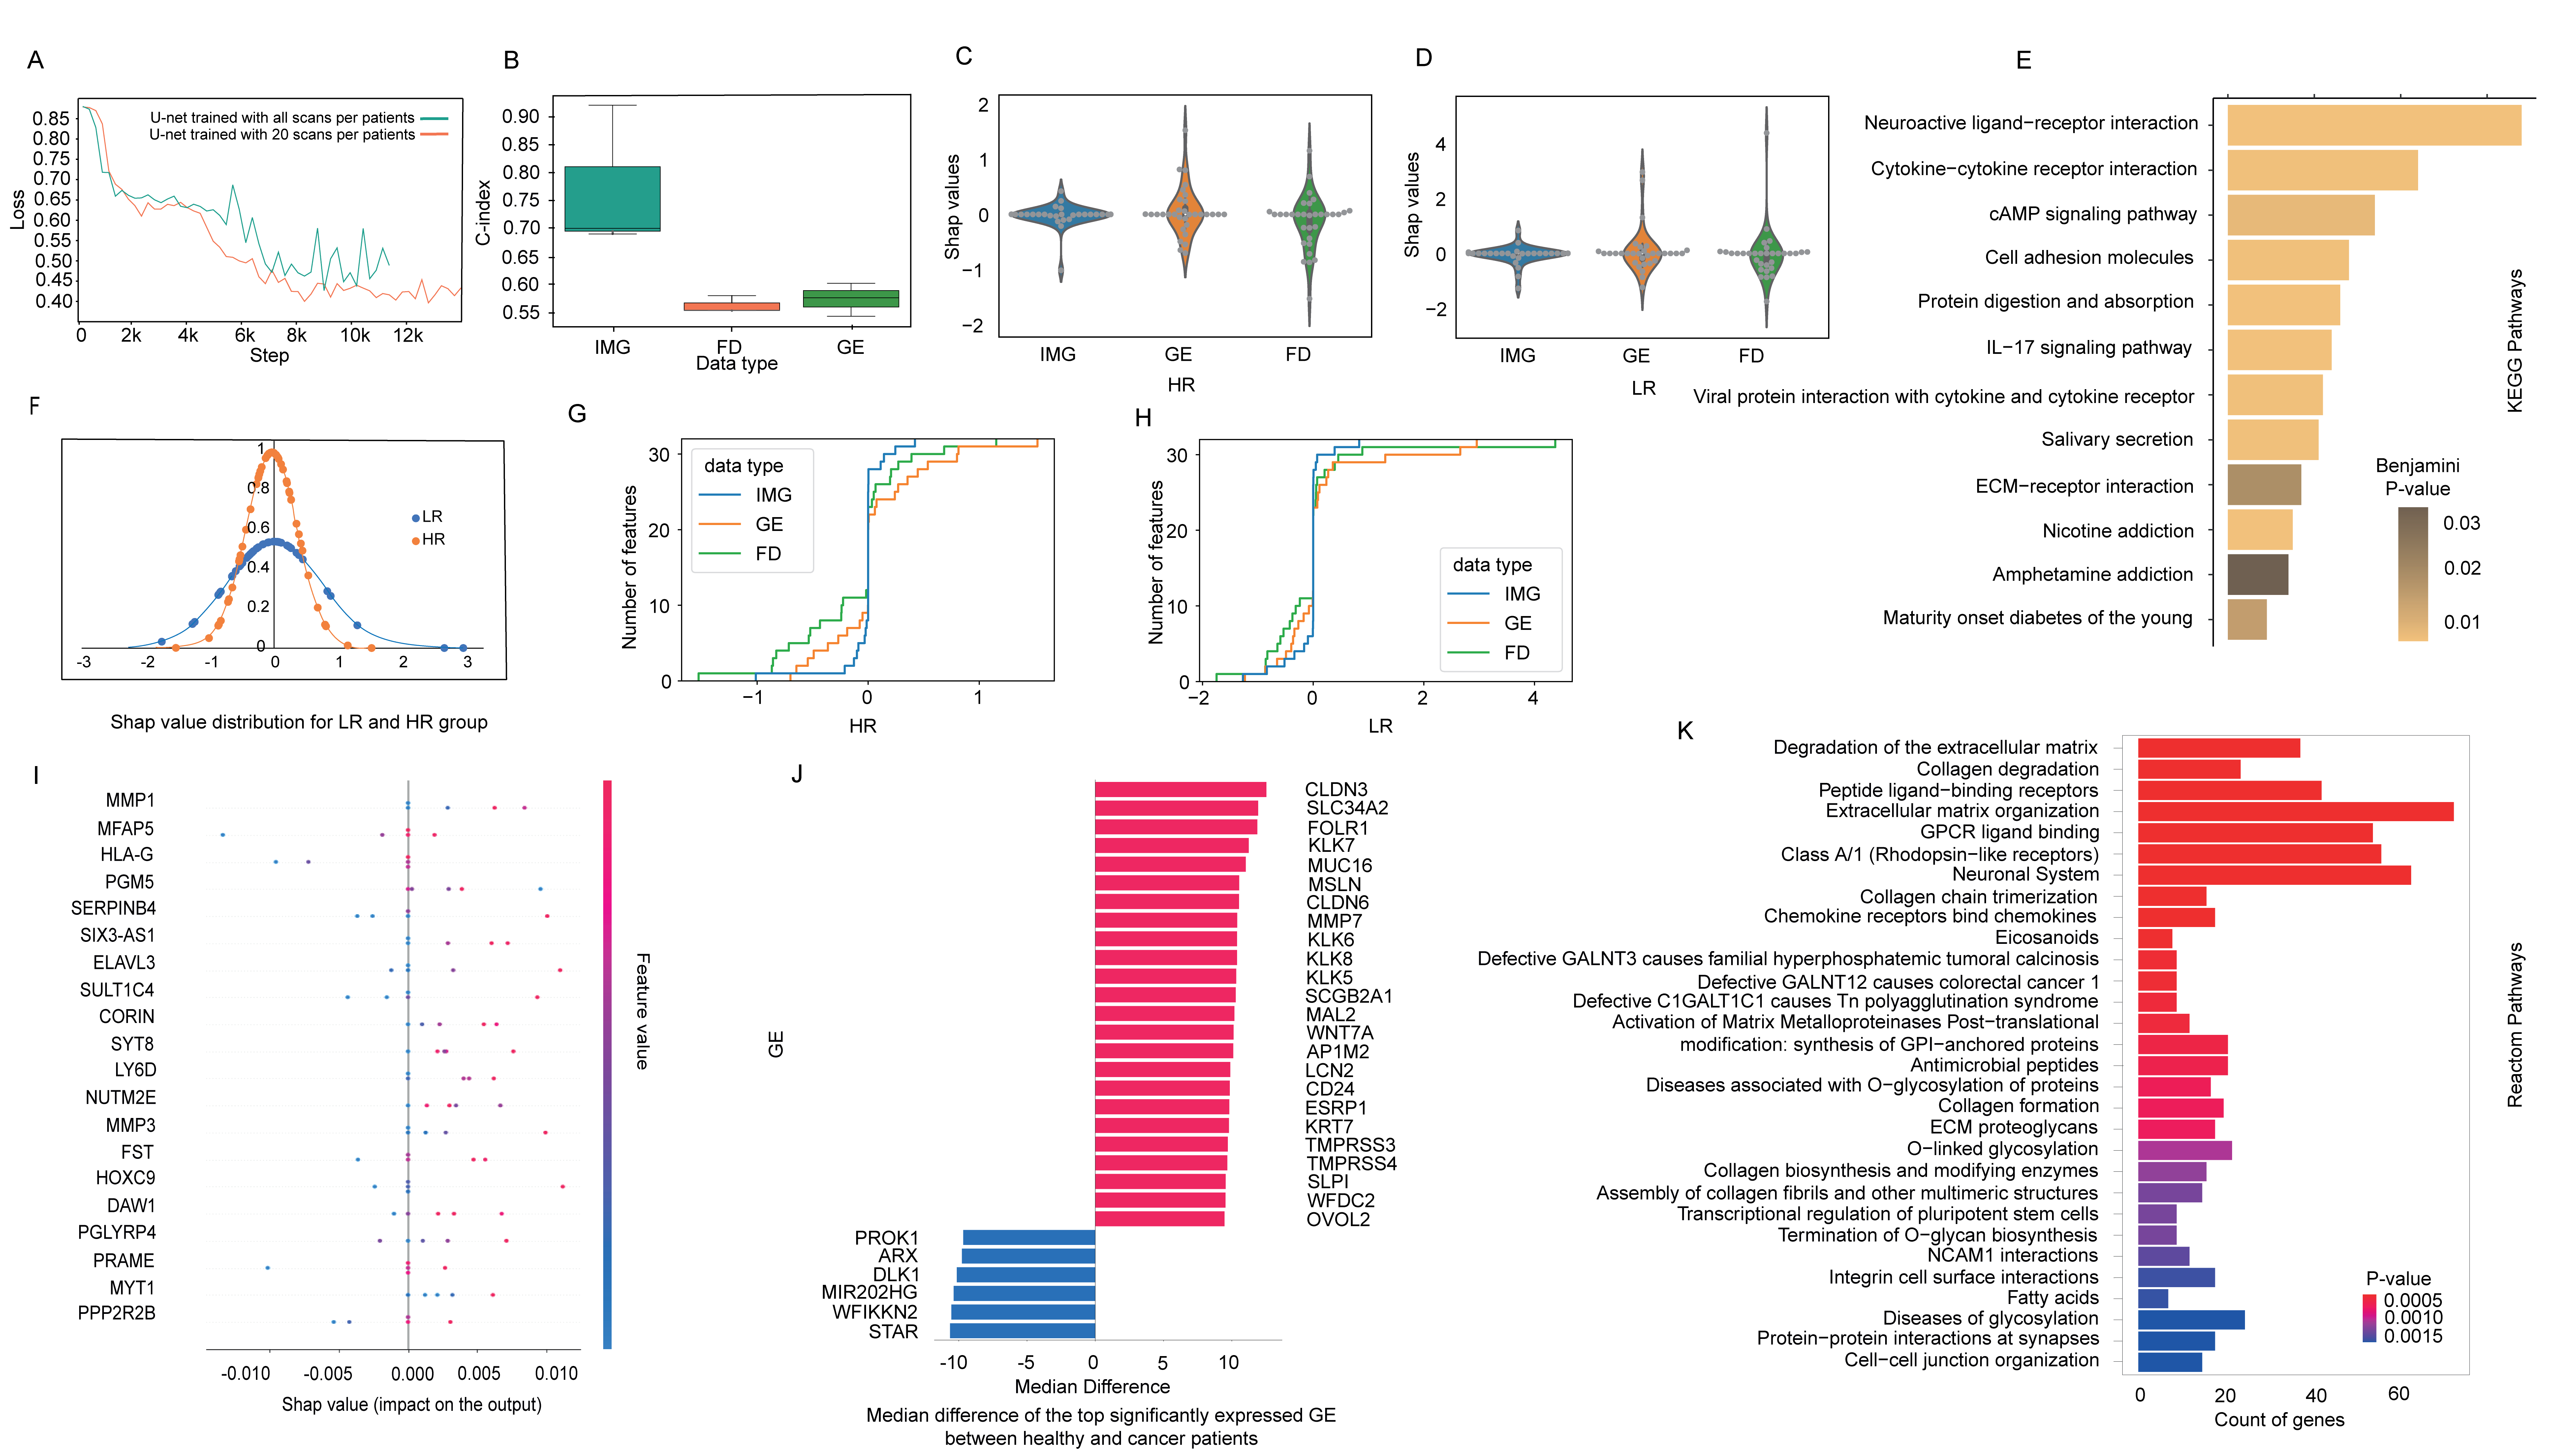 A
U-net trained with all scans per patients
U-net trained with 20 scans per patients
Loss
0.85
0.80
0.75
0.70
0.65
0.60
0.55
0.50
0.45
0.40
0 2k 4k 6k 8k 10k 12k
Step
B
C-index
0.90
0.85
0.80
0.75
0.70
0.65
0.60
0.55
IMG FD GE
Data type
C
Shap values
2
1
0
−1
−2
IMG GE FD
HR
D
Shap values
4
2
0
−2
IMG GE FD
LR
E
Neuroactive ligand−receptor interaction
Cytokine−cytokine receptor interaction
cAMP signaling pathway
Cell adhesion molecules
Protein digestion and absorption
IL−17 signaling pathway
Viral protein interaction with cytokine and cytokine receptor
Salivary secretion
ECM−receptor interaction
Nicotine addiction
Amphetamine addiction
Maturity onset diabetes of the young
KEGG Pathways
Benjamini
P-value
0.03
0.02
0.01
F
1
0.8
0.6
0.4
0.2
0
LR
HR
-3 -2 -1 0 1 2 3
Shap value distribution for LR and HR group
G
Number of features
30
20
10
0
data type
IMG
GE
FD
−1 0 1
HR
H
Number of features
30
20
10
0
data type
IMG
GE
FD
−2 0 2 4
LR
I
MMP1
MFAP5
HLA-G
PGM5
SERPINB4
SIX3-AS1
ELAVL3
SULT1C4
CORIN
SYT8
LY6D
NUTM2E
MMP3
FST
HOXC9
DAW1
PGLYRP4
PRAME
MYT1
PPP2R2B
Feature value
-0.010 -0.005 0.000 0.005 0.010
Shap value (impact on the output)
J
GE
CLDN3
SLC34A2
FOLR1
KLK7
MUC16
MSLN
CLDN6
MMP7
KLK6
KLK8
KLK5
SCGB2A1
MAL2
WNT7A
AP1M2
LCN2
CD24
ESRP1
KRT7
TMPRSS3
TMPRSS4
SLPI
WFDC2
OVOL2
PROK1
ARX
DLK1
MIR202HG
WFIKKN2
STAR
-10 -5 0 5 10
Median Difference
Median difference of the top significantly expressed GE
between healthy and cancer patients
K
Degradation of the extracellular matrix
Collagen degradation
Peptide ligand−binding receptors
Extracellular matrix organization
GPCR ligand binding
Class A/1 (Rhodopsin−like receptors)
Neuronal System
Collagen chain trimerization
Chemokine receptors bind chemokines
Eicosanoids
Defective GALNT3 causes familial hyperphosphatemic tumoral calcinosis
Defective GALNT12 causes colorectal cancer 1
Defective C1GALT1C1 causes Tn polyagglutination syndrome
Activation of Matrix Metalloproteinases Post−translational
modification: synthesis of GPI−anchored proteins
Antimicrobial peptides
Diseases associated with O−glycosylation of proteins
Collagen formation
ECM proteoglycans
O−linked glycosylation
Collagen biosynthesis and modifying enzymes
Assembly of collagen fibrils and other multimeric structures
Transcriptional regulation of pluripotent stem cells
Termination of O−glycan biosynthesis
NCAM1 interactions
Integrin cell surface interactions
Fatty acids
Diseases of glycosylation
Protein−protein interactions at synapses
Cell−cell junction organization
Reactom Pathways
P-value
0.0005
0.0010
0.0015
0 20 40 60
Count of genes